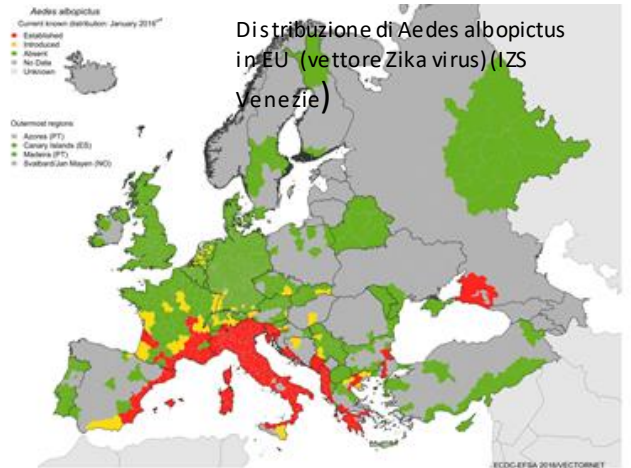 Aedes albopictus
Current known distribution: January 2016
Established
Introduced
Absent
No Data
Unknown
Outermost regions
Azores (PT)
Canary Islands (ES)
Madeira (PT)
Svalbard/Jan Mayen (NO)
Distribuzione di Aedes albopictus
in EU (vettore Zika virus) (IZS
Venezie)
ECDC-EFSA 2016/VECTORNET